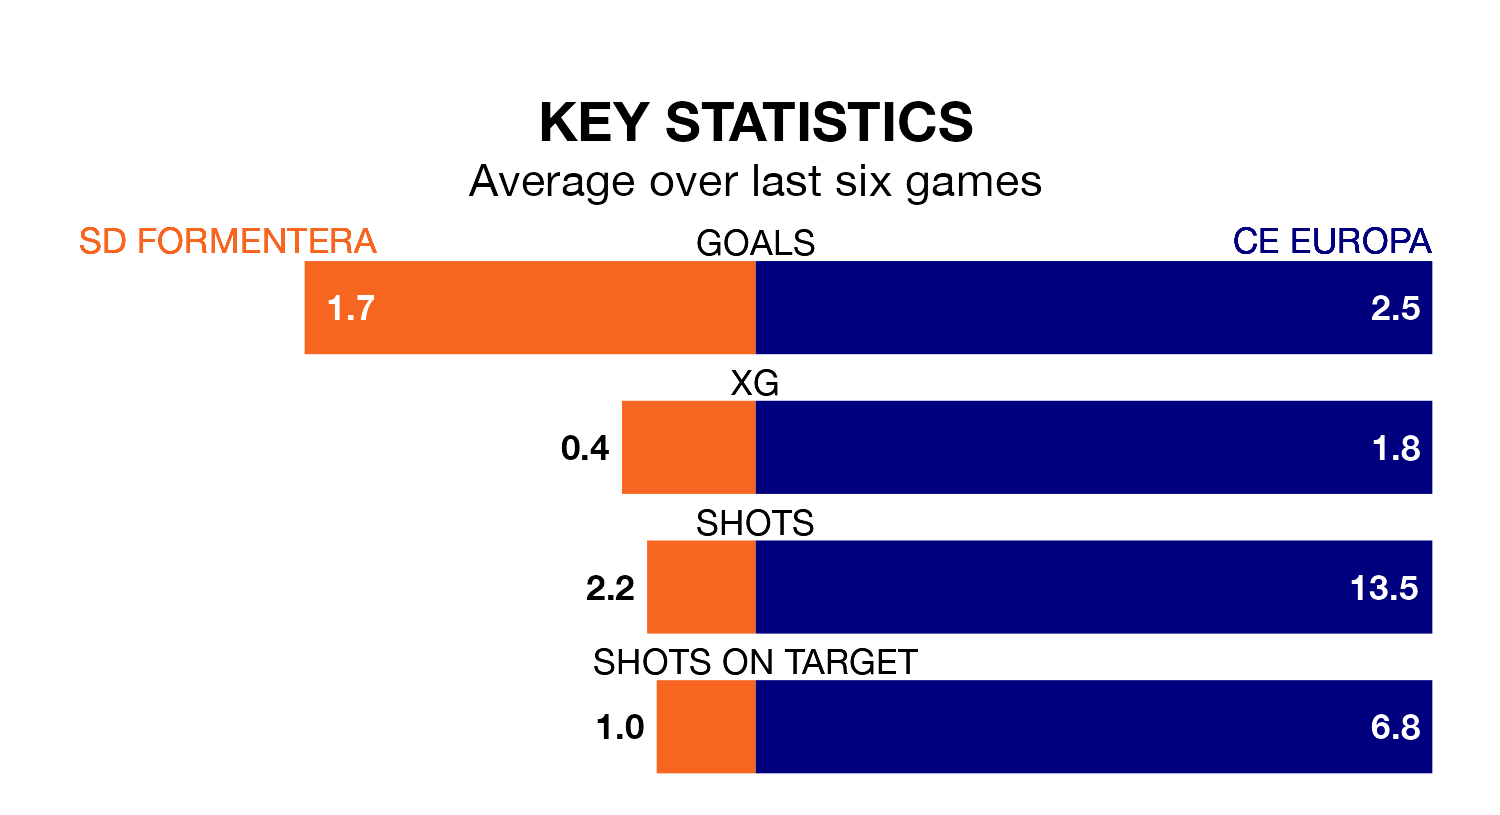 KEY STATISTICS
Average over last six games
SD FORMENTERA GOALS CE EUROPA
1.7 2.5
XG
0.4 1.8
SHOTS
2.2 13.5
SHOTS ON TARGET
1.0 6.8